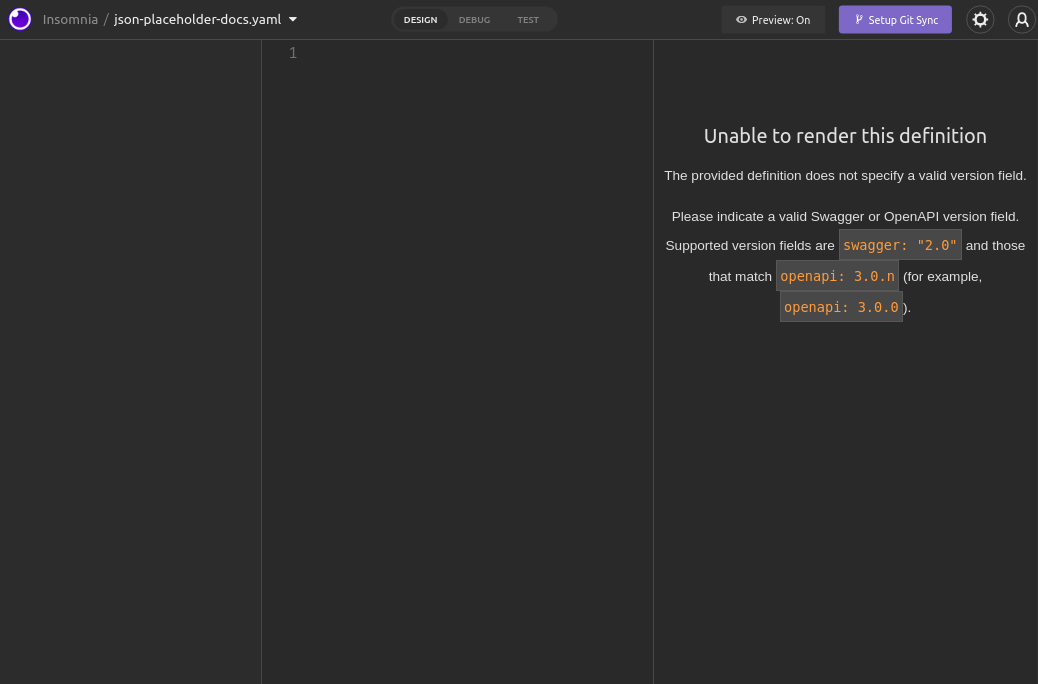 Insomnia / json-placeholder-docs.yaml
DESIGN DEBUG TEST
Preview: On
Setup Git Sync
1
Unable to render this definition
The provided definition does not specify a valid version field.
Please indicate a valid Swagger or OpenAPI version field.
Supported version fields are swagger: "2.0" and those
that match openapi: 3.0.n (for example,
openapi: 3.0.0).